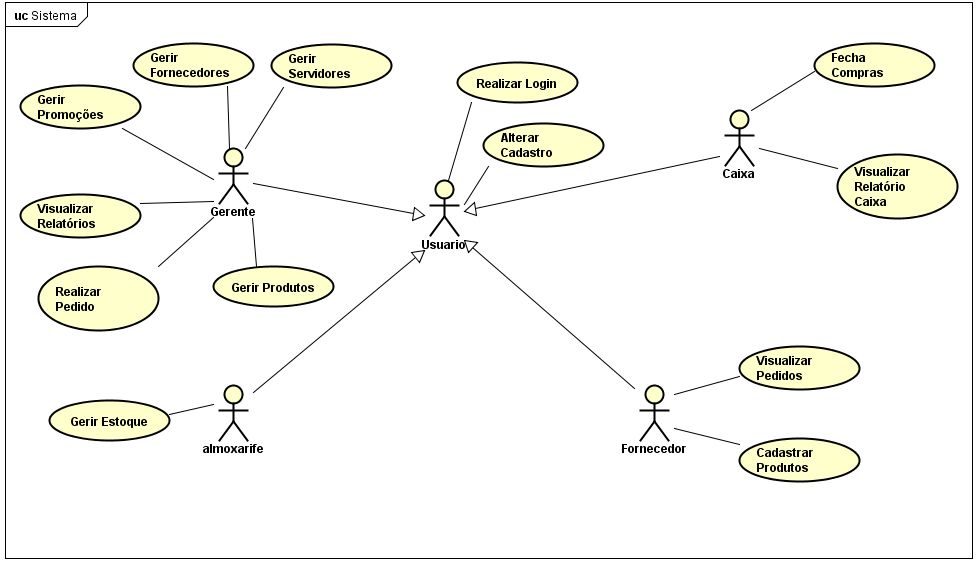 uc Sistema
Gerir
Fornecedores
Gerir
Servidores
Gerir
Promoções
Realizar Login
Alterar
Cadastro
Fecha
Compras
Caixa
Visualizar
Relatório
Caixa
Gerente
Visualizar
Relatórios
Usuario
Realizar
Pedido
Gerir Produtos
Gerir Estoque
almoxarife
Fornecedor
Visualizar
Pedidos
Cadastrar
Produtos